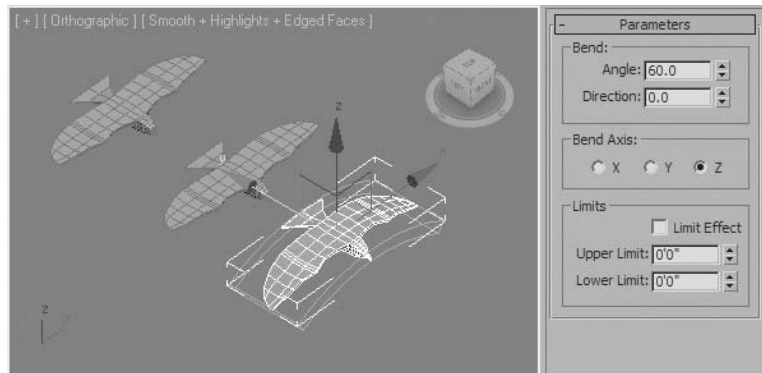 [ + ] [ Orthographic ] [ Smooth + Highlights + Edged Faces ]
z
x
y
TOP
z
- Parameters
Bend:
Angle: 60.0
Direction: 0.0
Bend Axis:
X Y Z
Limits
Limit Effect
Upper Limit: 0'0"
Lower Limit: 0'0"